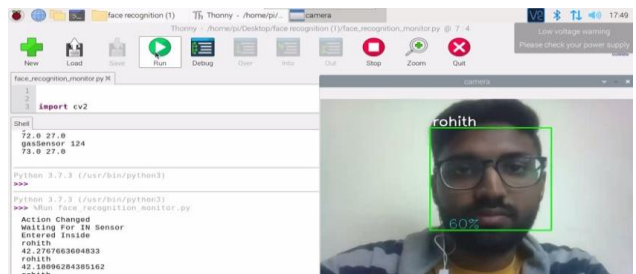 face recognition (1)
Thonny - /home/pi/...
camera
17:49
Thonny - /home/pi/Desktop/face recognition (1)/face_recognition_monitor.py @ 7 : 4
Low voltage warning
Please check your power supply
New
Load
Save
Run
Debug
Over
Into
Out
Stop
Zoom
Quit
face_recognition_monitor.py
1
2
3 import cv2
camera
Shell
72.0 27.0
gasSensor 124
73.0 27.0
Python 3.7.3 (/usr/bin/python3)
>>>
Python 3.7.3 (/usr/bin/python3)
>>> %Run face_recognition_monitor.py
Action Changed
Waiting For IN Sensor
Entered Inside
rohith
42.2767663604833
rohith
42.18096284385162
rohith
rohith
60%